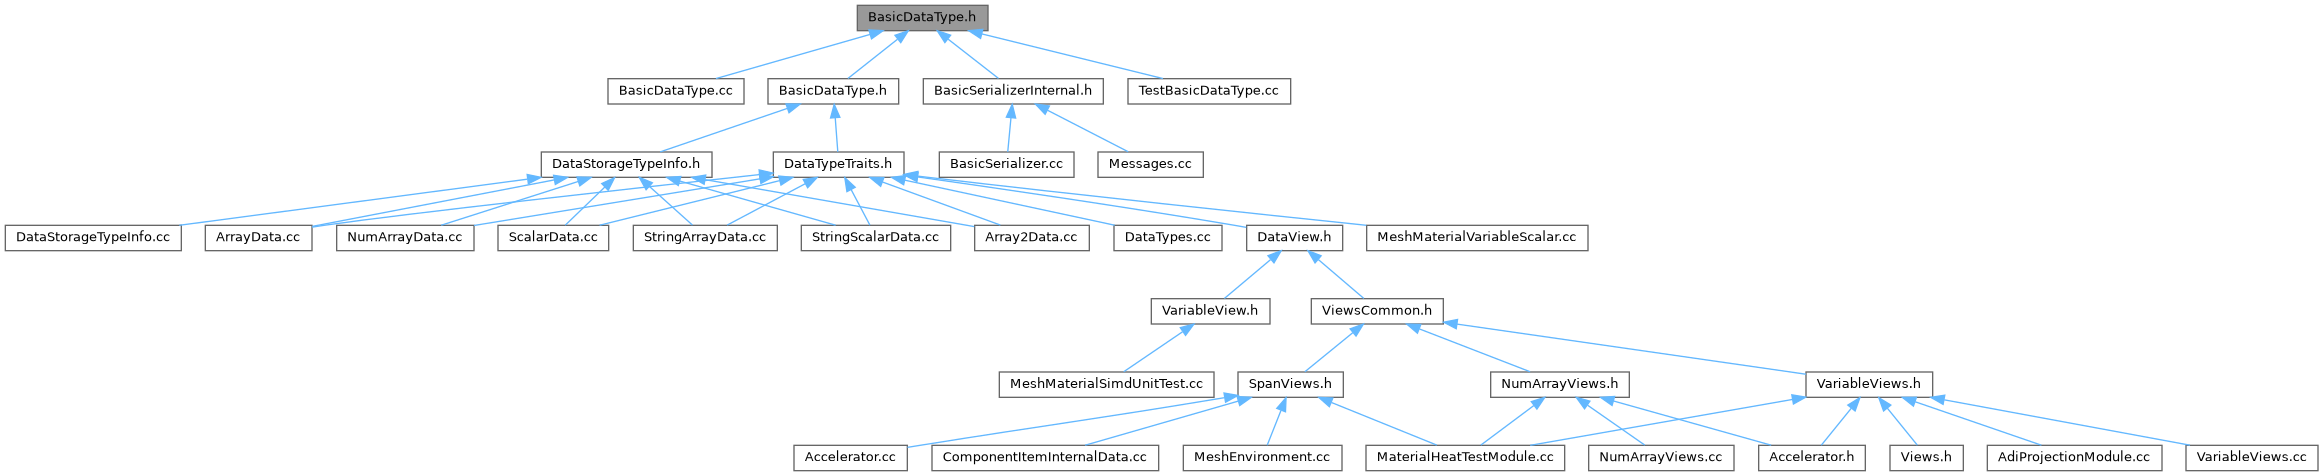 BasicDataType.h
BasicDataType.cc
BasicDataType.h
BasicSerializerInternal.h
TestBasicDataType.cc
DataStorageTypeInfo.h
DataTypeTraits.h
BasicSerializer.cc
Messages.cc
DataStorageTypeInfo.cc
ArrayData.cc
NumArrayData.cc
ScalarData.cc
StringArrayData.cc
StringScalarData.cc
Array2Data.cc
DataTypes.cc
DataView.h
MeshMaterialVariableScalar.cc
VariableView.h
ViewsCommon.h
MeshMaterialSimdUnitTest.cc
SpanViews.h
NumArrayViews.h
VariableViews.h
Accelerator.cc
ComponentItemInternalData.cc
MeshEnvironment.cc
MaterialHeatTestModule.cc
NumArrayViews.cc
Accelerator.h
Views.h
AdiProjectionModule.cc
VariableViews.cc